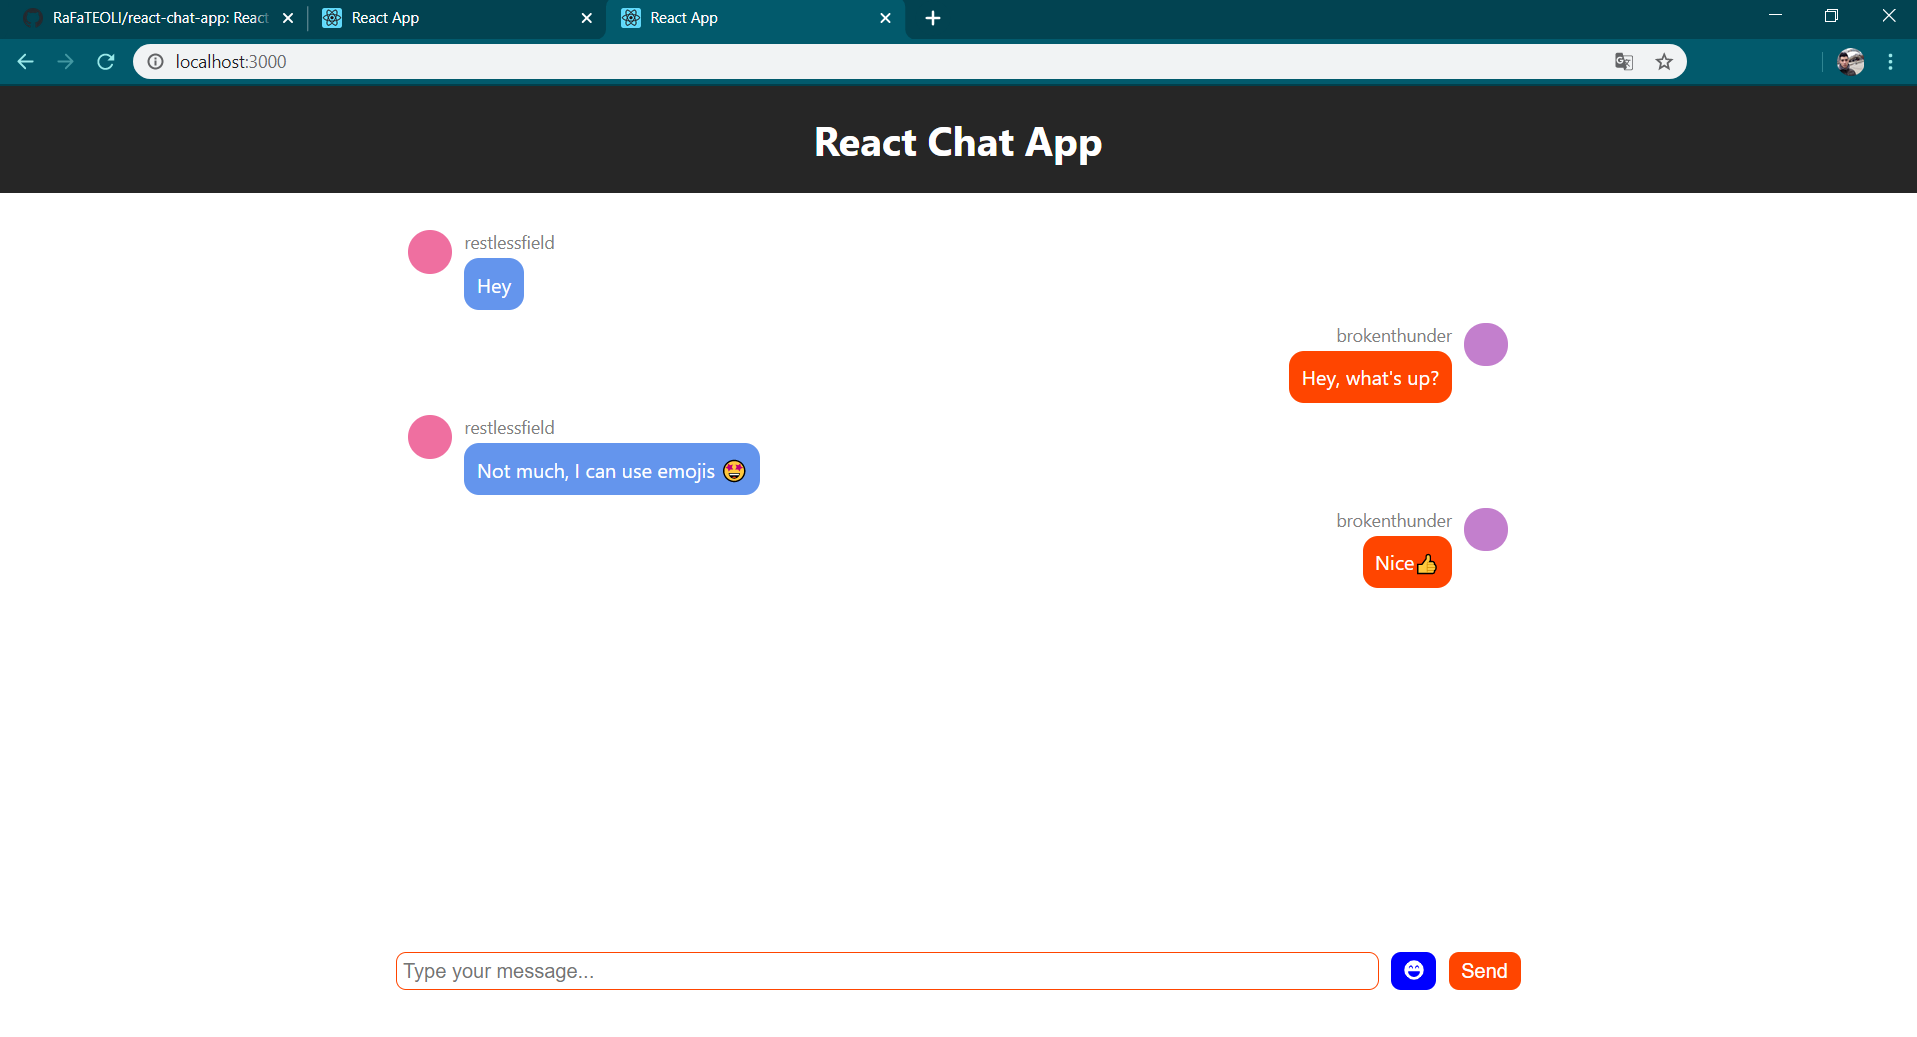 RaFaTEOLI/react-chat-app: React
React App
React App
localhost:3000
React Chat App
restlessfield
Hey
brokenthunder
Hey, what's up?
restlessfield
Not much, I can use emojis 🤩
brokenthunder
Nice👍
Type your message...
Send